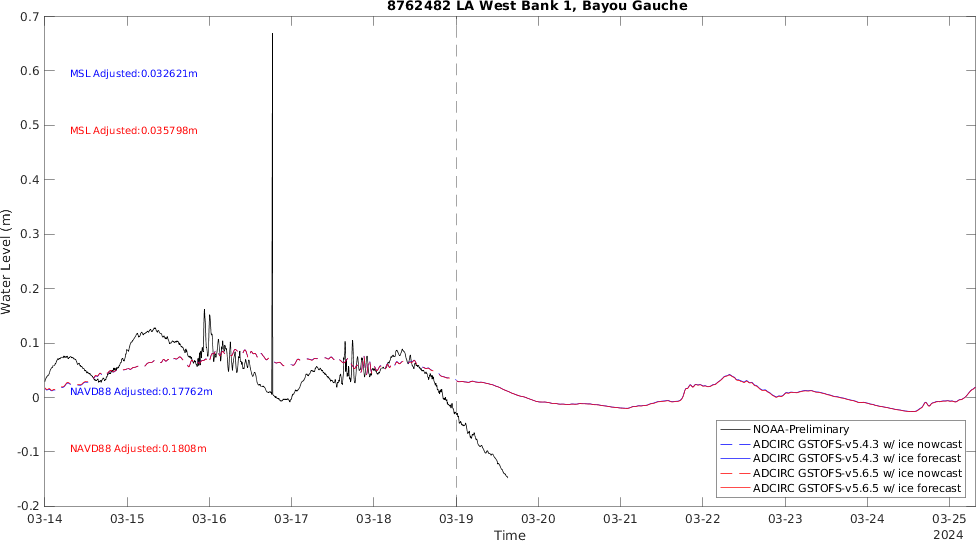 8762482 LA West Bank 1, Bayou Gauche
0.7
0.6
0.5
0.4
0.3
0.2
0.1
0
-0.1
-0.2
Water Level (m)
MSL Adjusted:0.032621m
MSL Adjusted:0.035798m
NAVD88 Adjusted:0.17762m
NAVD88 Adjusted:0.1808m
NOAA-Preliminary
ADCIRC GSTOFS-v5.4.3 w/ ice nowcast
ADCIRC GSTOFS-v5.4.3 w/ ice forecast
ADCIRC GSTOFS-v5.6.5 w/ ice nowcast
ADCIRC GSTOFS-v5.6.5 w/ ice forecast
03-14 03-15 03-16 03-17 03-18 03-19 03-20 03-21 03-22 03-23 03-24 03-25
Time 2024